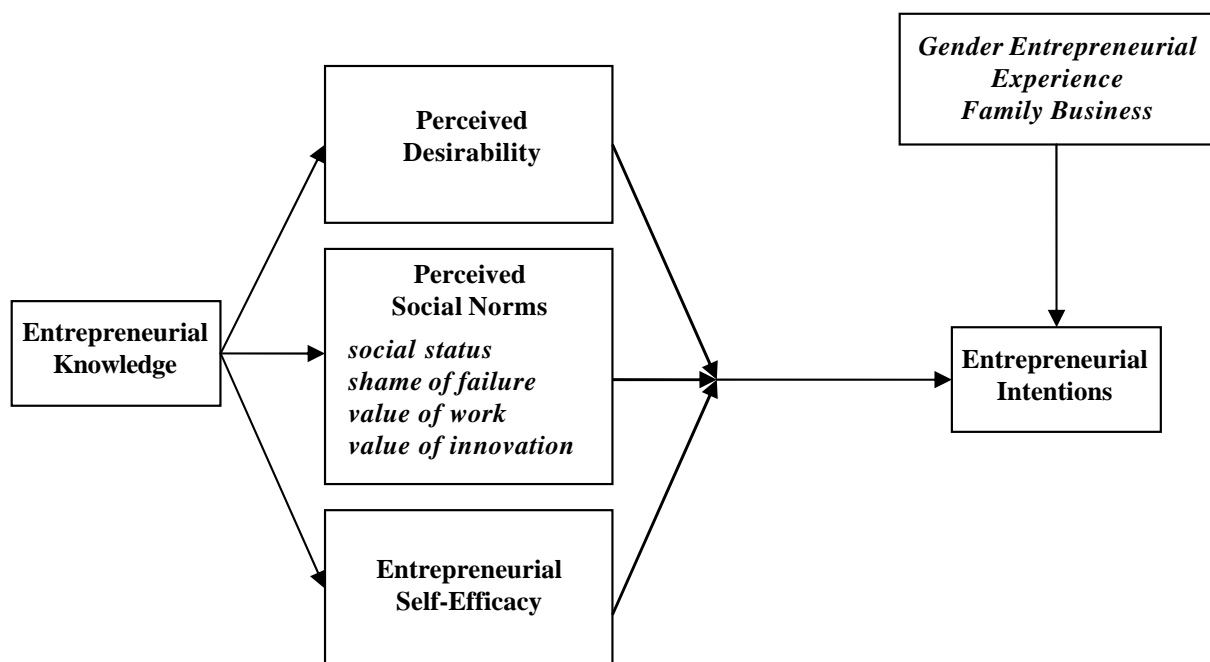 Gender Entrepreneurial
Experience
Family Business
Perceived
Desirability
Perceived
Social Norms
social status
shame of failure
value of work
value of innovation
Entrepreneurial
Knowledge
Entrepreneurial
Intentions
Entrepreneurial
Self-Efficacy